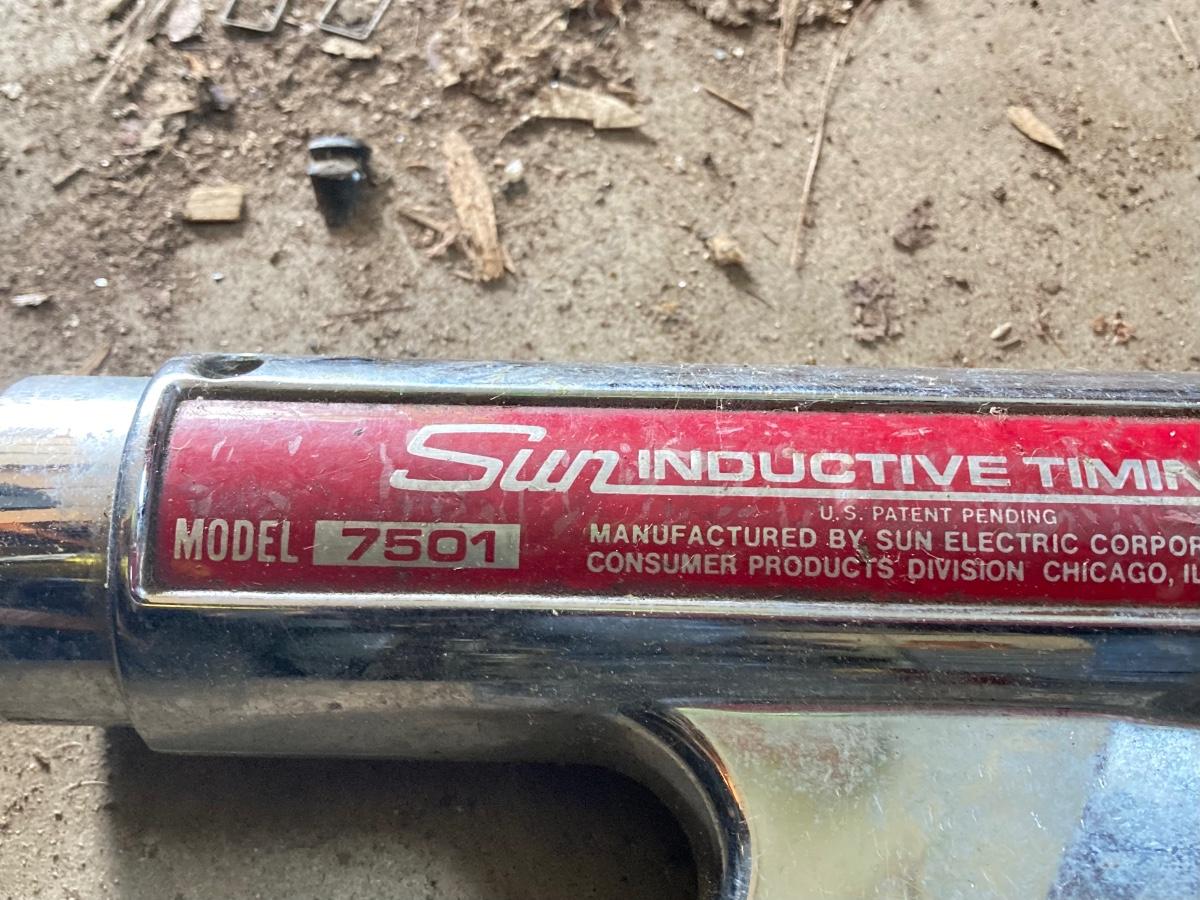 Sun INDUCTIVE TIMIN
U.S. PATENT PENDING
MODEL 7501
MANUFACTURED BY SUN ELECTRIC CORPOR
CONSUMER PRODUCTS DIVISION CHICAGO, IL